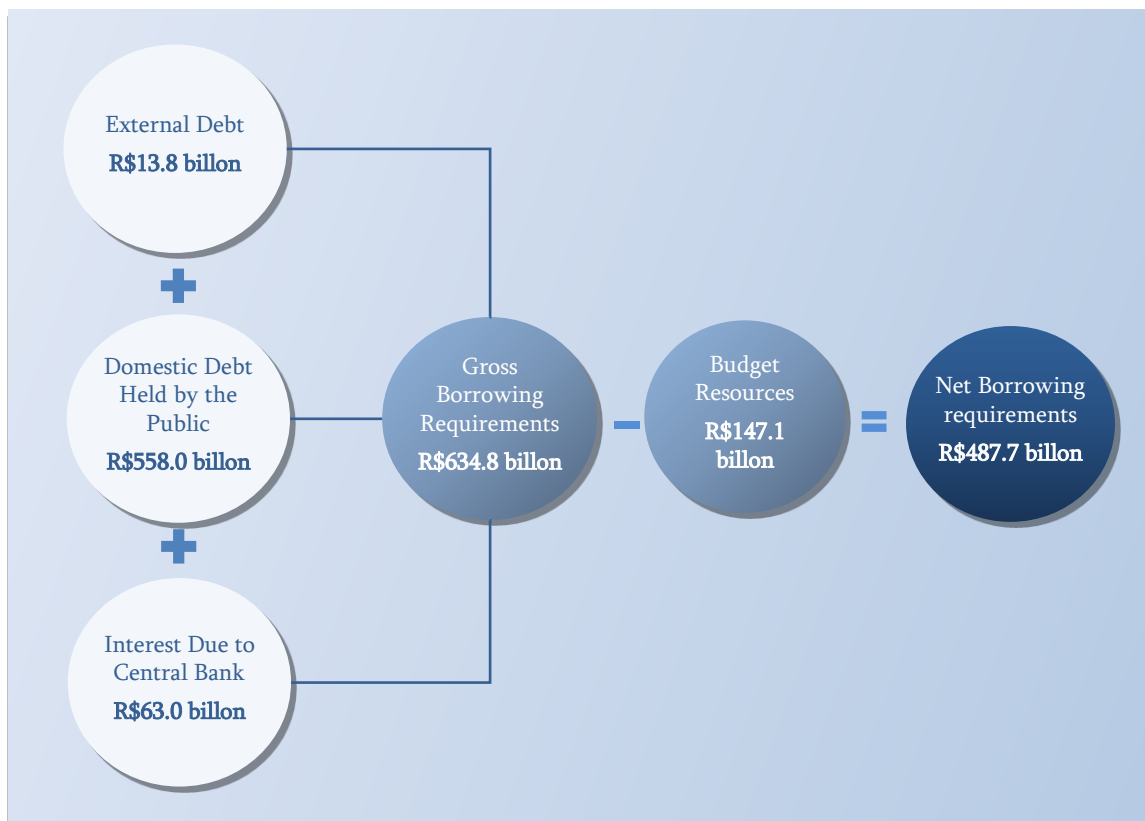 External Debt
R$13.8 billon
Domestic Debt
Held by the
Public
R$558.0 billon
Interest Due to
Central Bank
R$63.0 billon
Gross
Borrowing
Requirements
R$634.8 billon
Budget
Resources
R$147.1
billon
Net Borrowing
requirements
R$487.7 billon